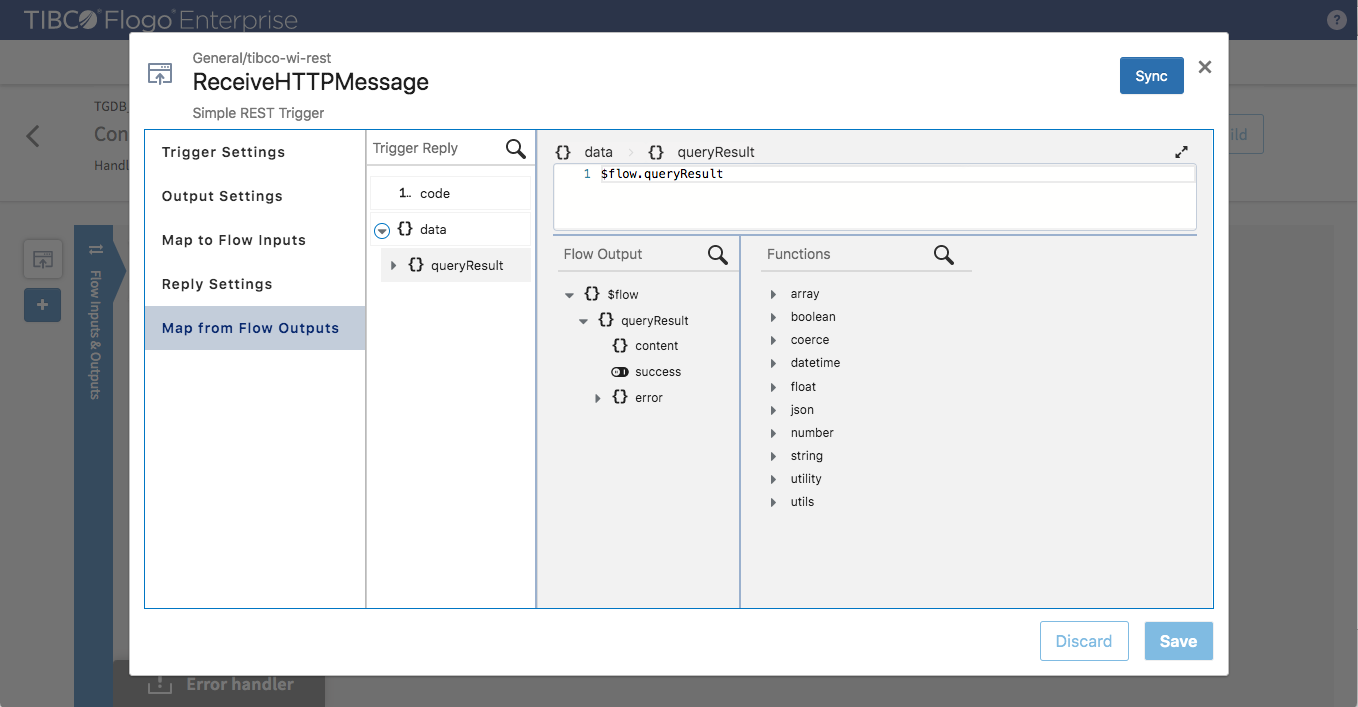 TIBCO Flogo® Enterprise
?
General/tibco-wi-rest
ReceiveHTTPMessage
Simple REST Trigger
Sync
TGDB_
Con
Handl
ild
Trigger Settings
Output Settings
Map to Flow Inputs
Reply Settings
Map from Flow Outputs
Trigger Reply
1.. code
{} data
{} queryResult
{} data {} queryResult
1 $flow.queryResult
Flow Output
{} $flow
{} queryResult
{} content
success
{} error
Functions
array
boolean
coerce
datetime
float
json
number
string
utility
utils
Flow Inputs & Outputs
Discard
Save
Error handler